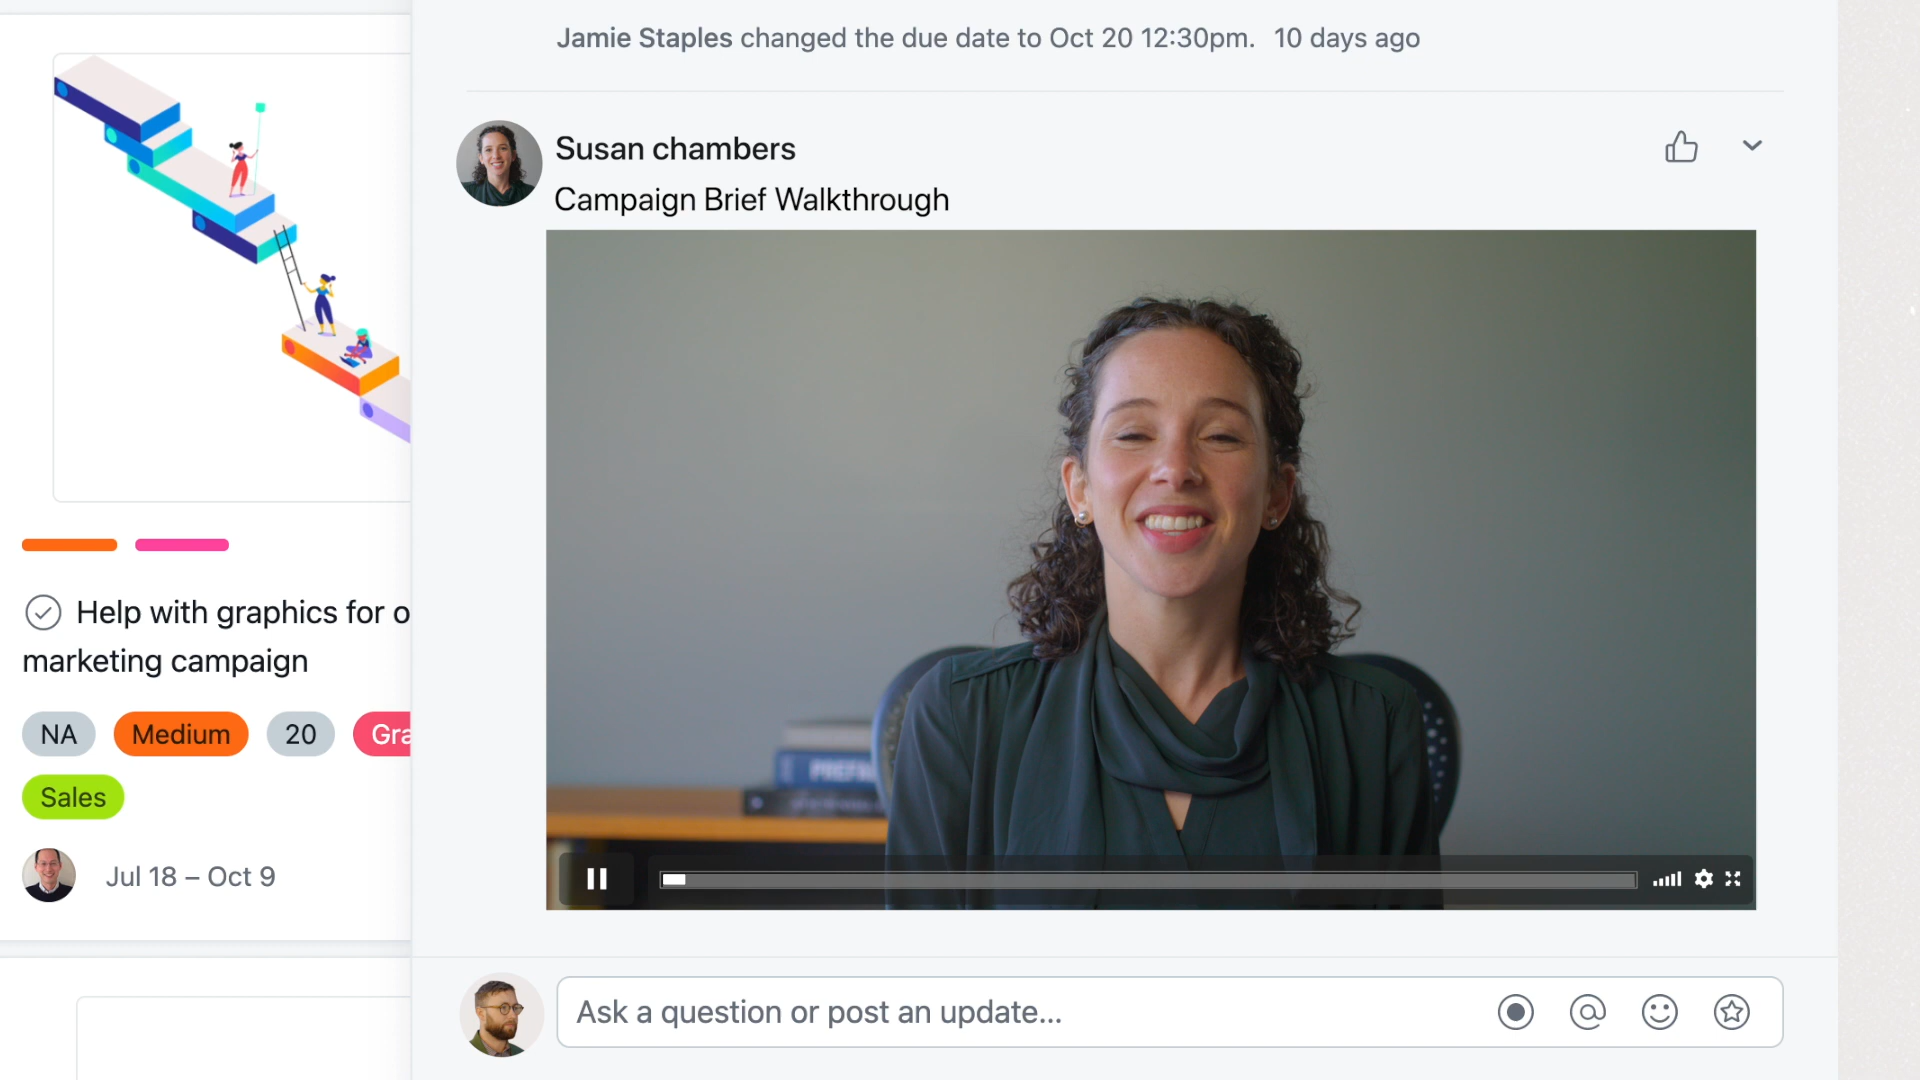 Jamie Staples changed the due date to Oct 20 12:30pm. 10 days ago
Susan chambers
Campaign Brief Walkthrough
Help with graphics for o
marketing campaign
NA Medium 20 Gra
Sales
Jul 18 – Oct 9
Ask a question or post an update...